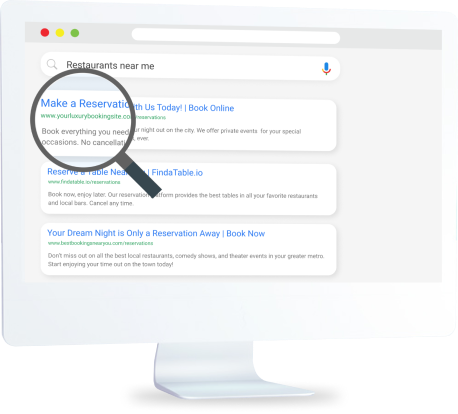 Restaurants near me
Make a Reservation With Us Today! | Book Online
www.yourluxurybookingsite.com/reservations
Book everything you need your night out on the city. We offer private events for your special
occasions. No cancellati ever.
Reserve a Table Near | FindaTable.io
www.findatable.io/reservations
Book now, enjoy later. Our reservation platform provides the best tables in all your favorite restaurants
and local bars. Cancel any time.
Your Dream Night is Only a Reservation Away | Book Now
www.bestbookingsnearyou.com/reservations
Don't miss out on all the best local restaurants, comedy shows, and theater events in your greater metro.
Start enjoying your time out on the town today!